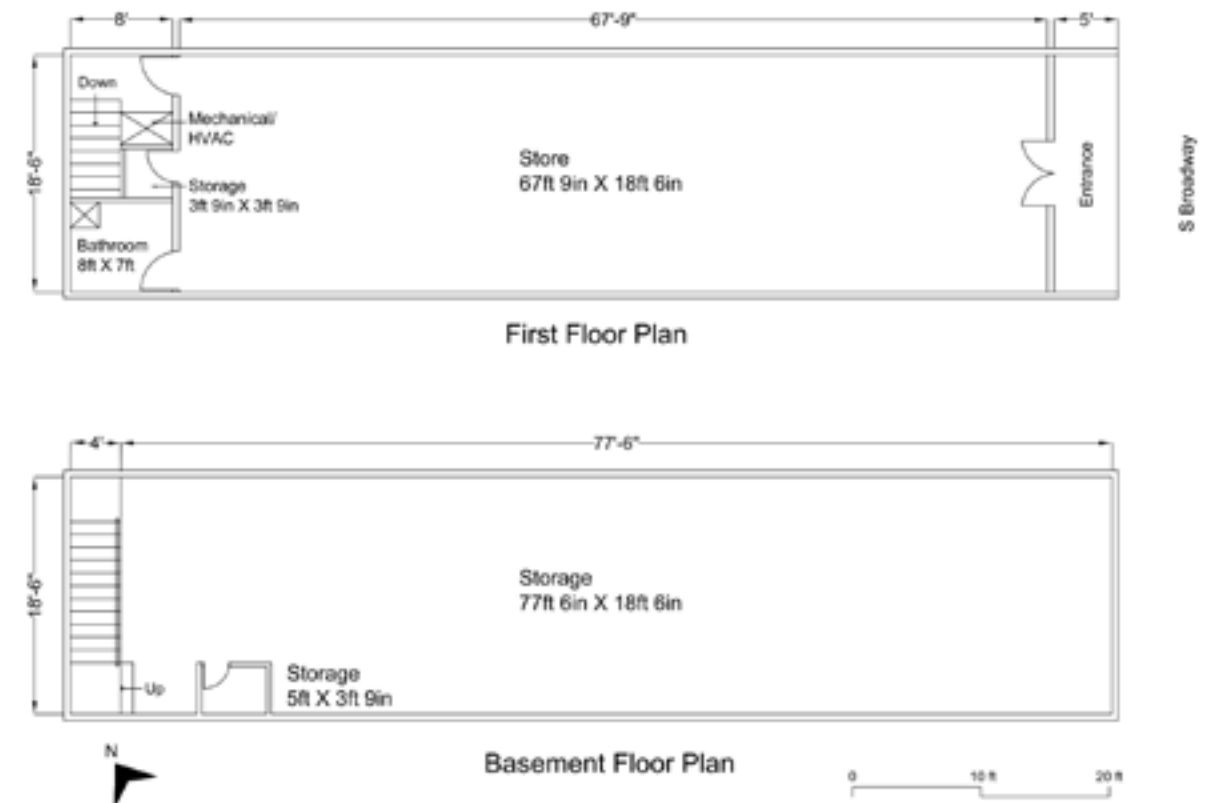 8'
67'-9"
5'
18'-6"
Down
Mechanical/
HVAC
Storage
3ft 9in X 3ft 9in
Bathroom
8ft X 7ft
Store
67ft 9in X 18ft 6in
Entrance
S Broadway
First Floor Plan
4'
77'-6"
18'-6"
Storage
77ft 6in X 18ft 6in
Up
Storage
5ft X 3ft 9in
N
Basement Floor Plan
0
10 ft
20 ft